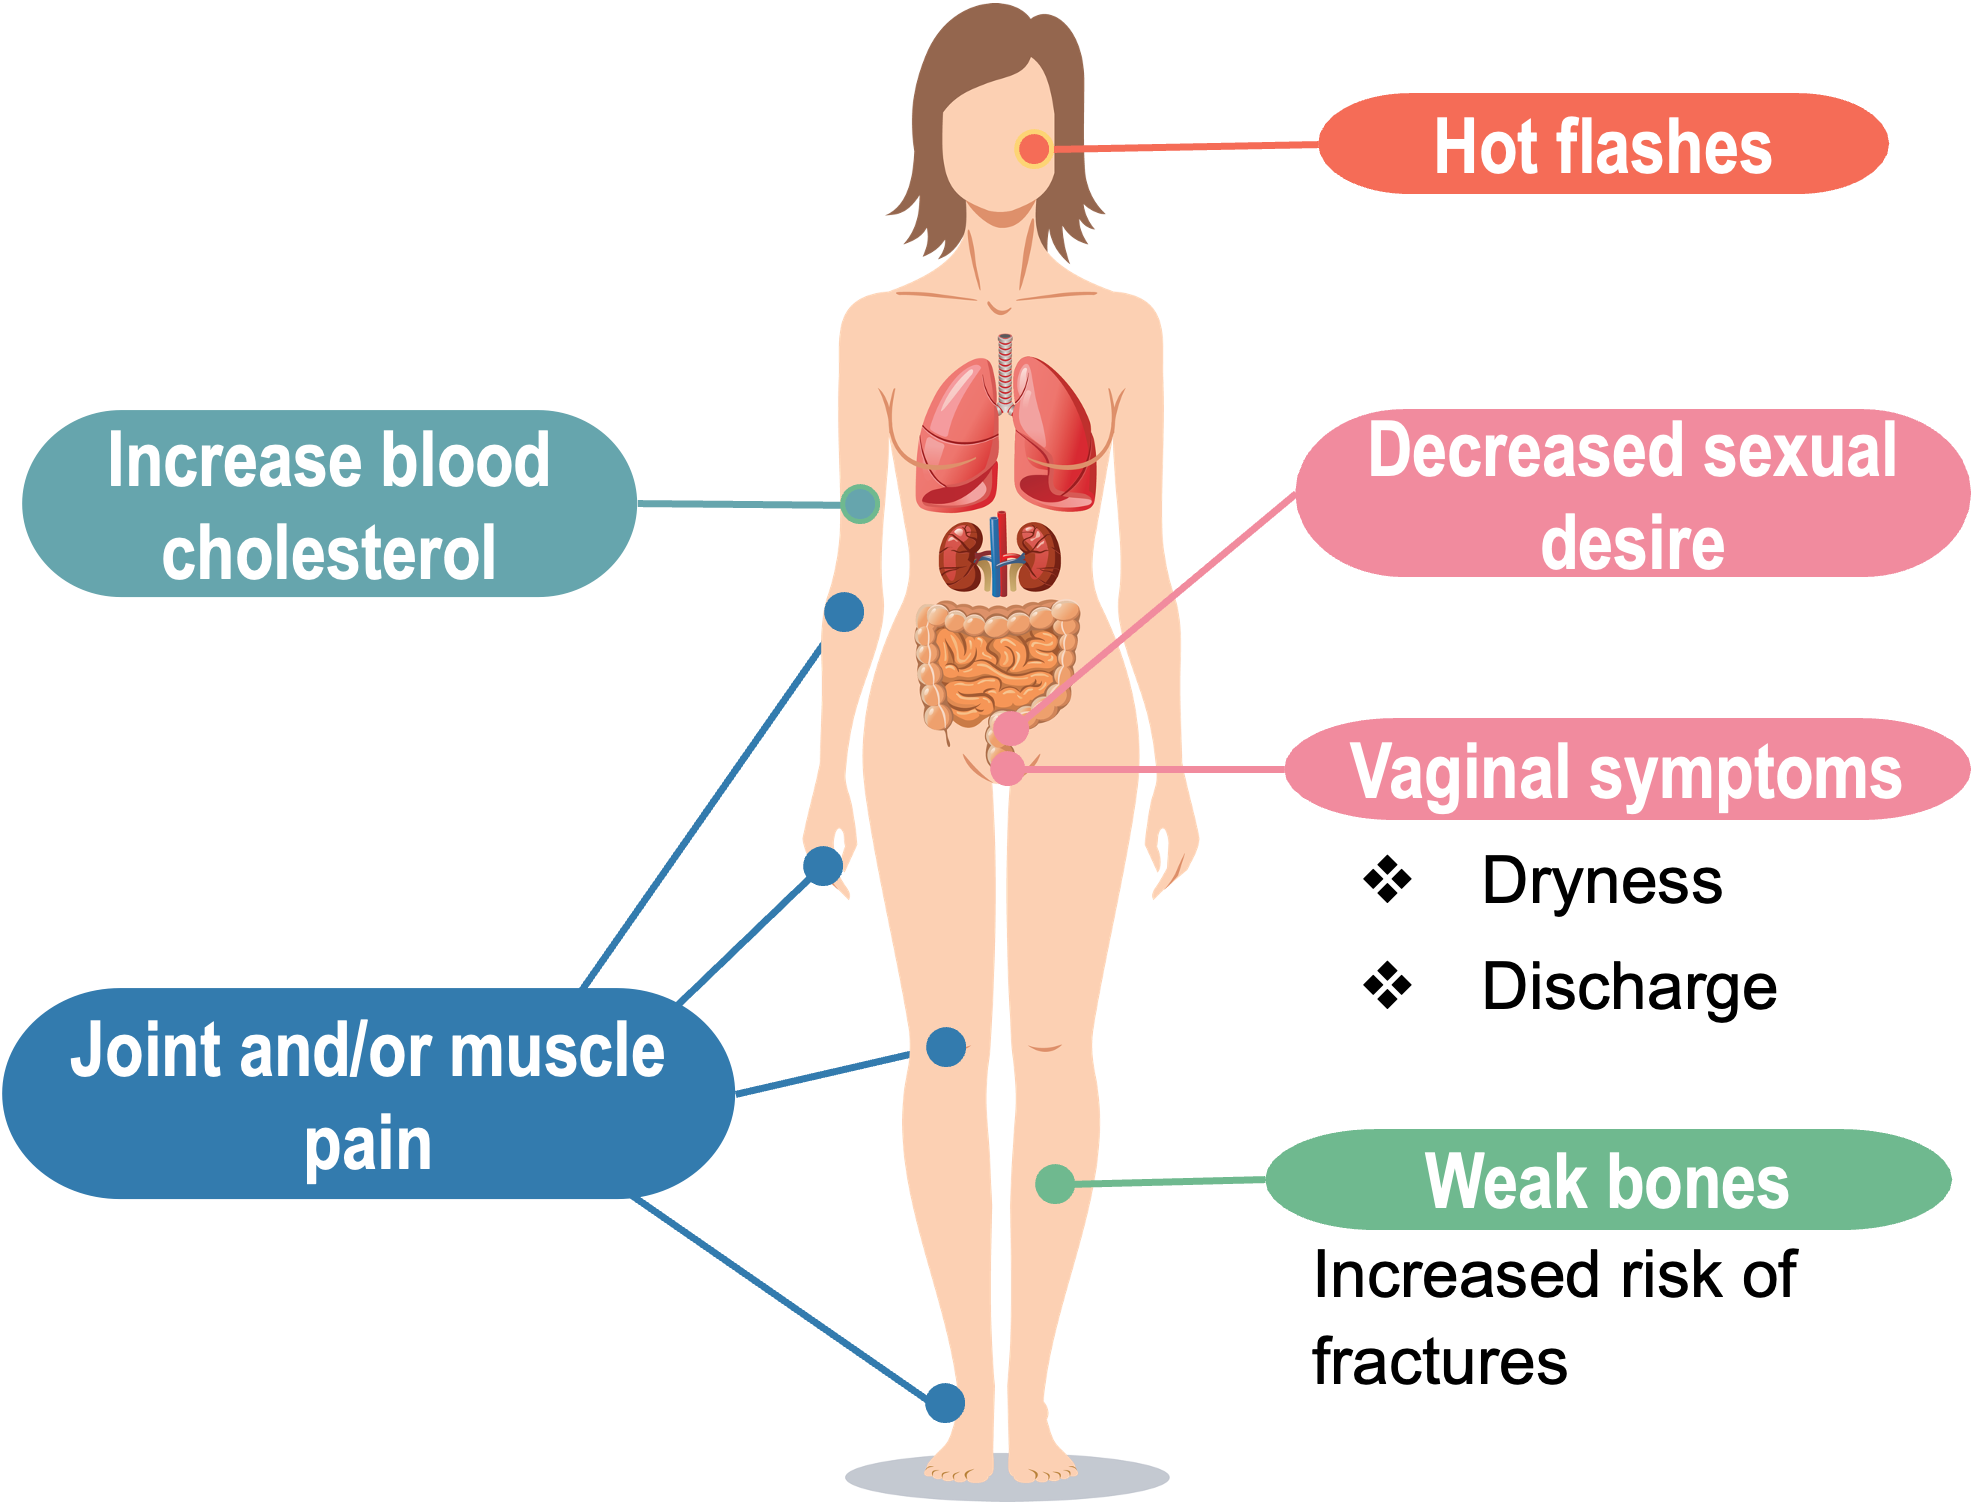 Hot flashes
Increase blood
cholesterol
Decreased sexual
desire
Vaginal symptoms
❖ Dryness
❖ Discharge
Joint and/or muscle
pain
Weak bones
Increased risk of
fractures